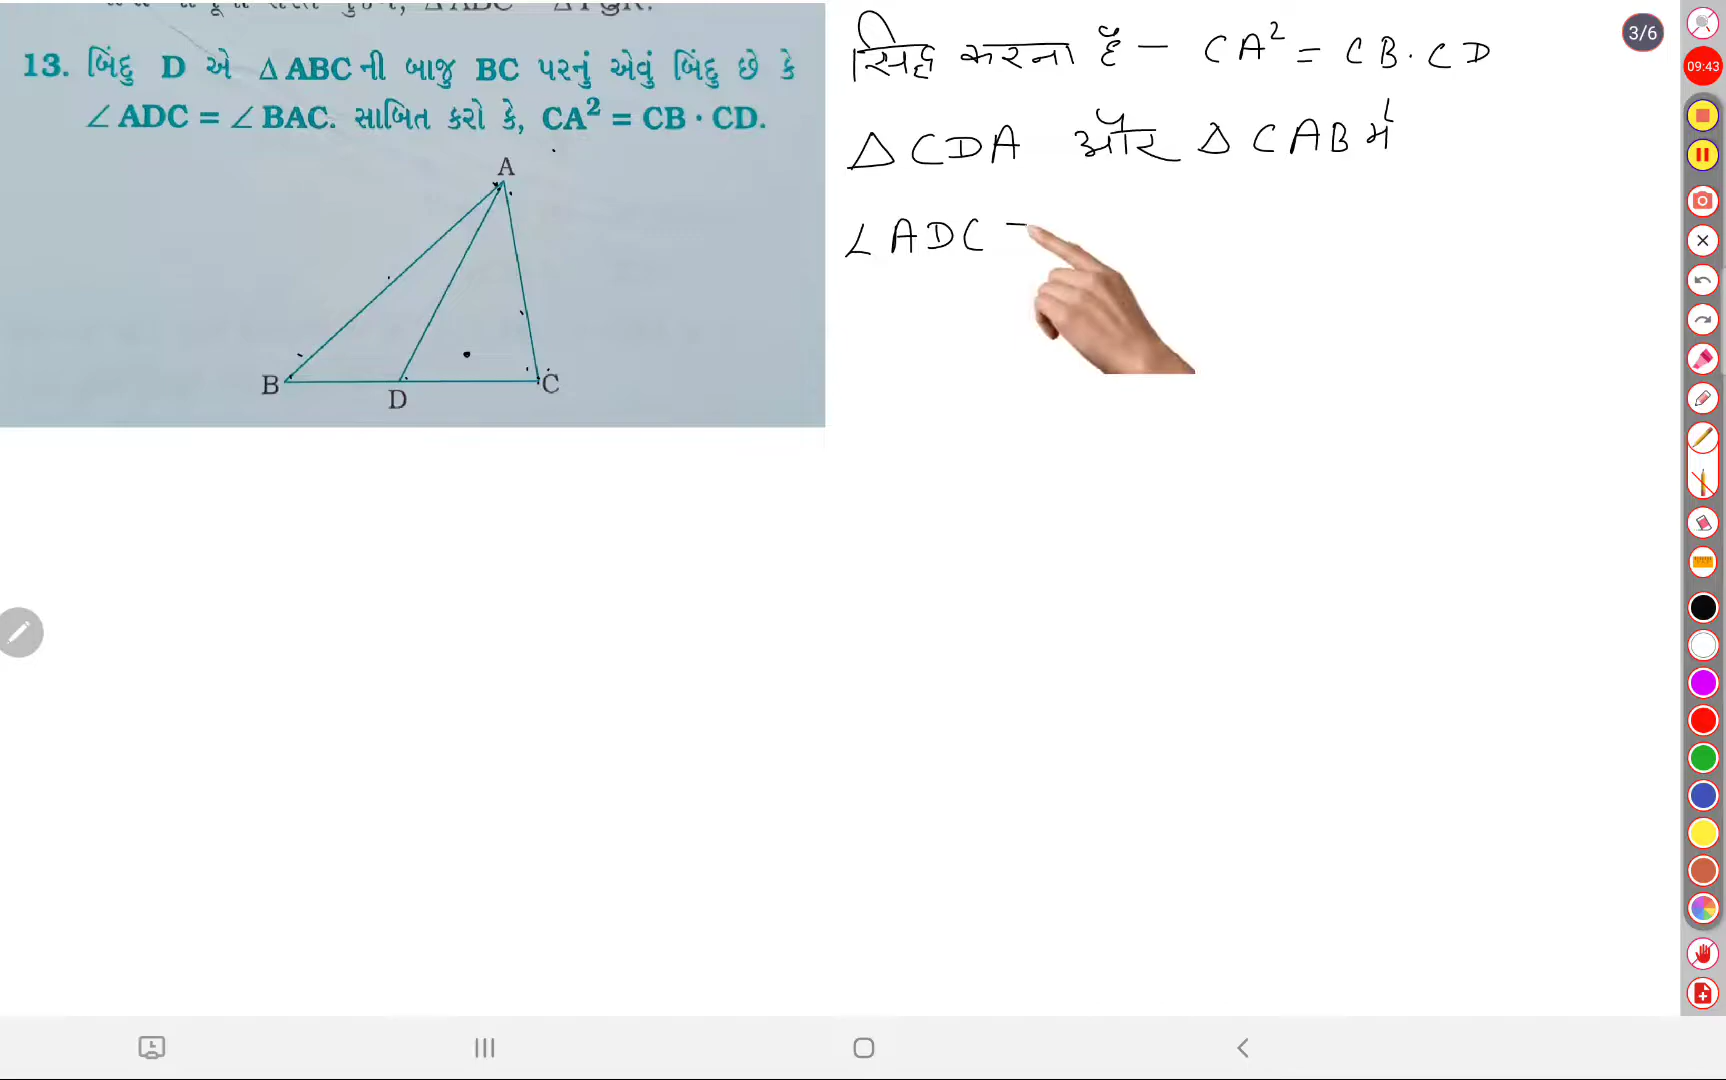 13. બિંદુ D એ Δ ABC ની બાજુ BC પરનું એવું બિંદુ છે કે
∠ ADC = ∠ BAC. સાબિત કરો કે, CA² = CB · CD.
A
B
D
C
सिद्ध करना है - CA² = CB · CD
Δ CDA और Δ CAB में
∠ ADC
3/6
09:43